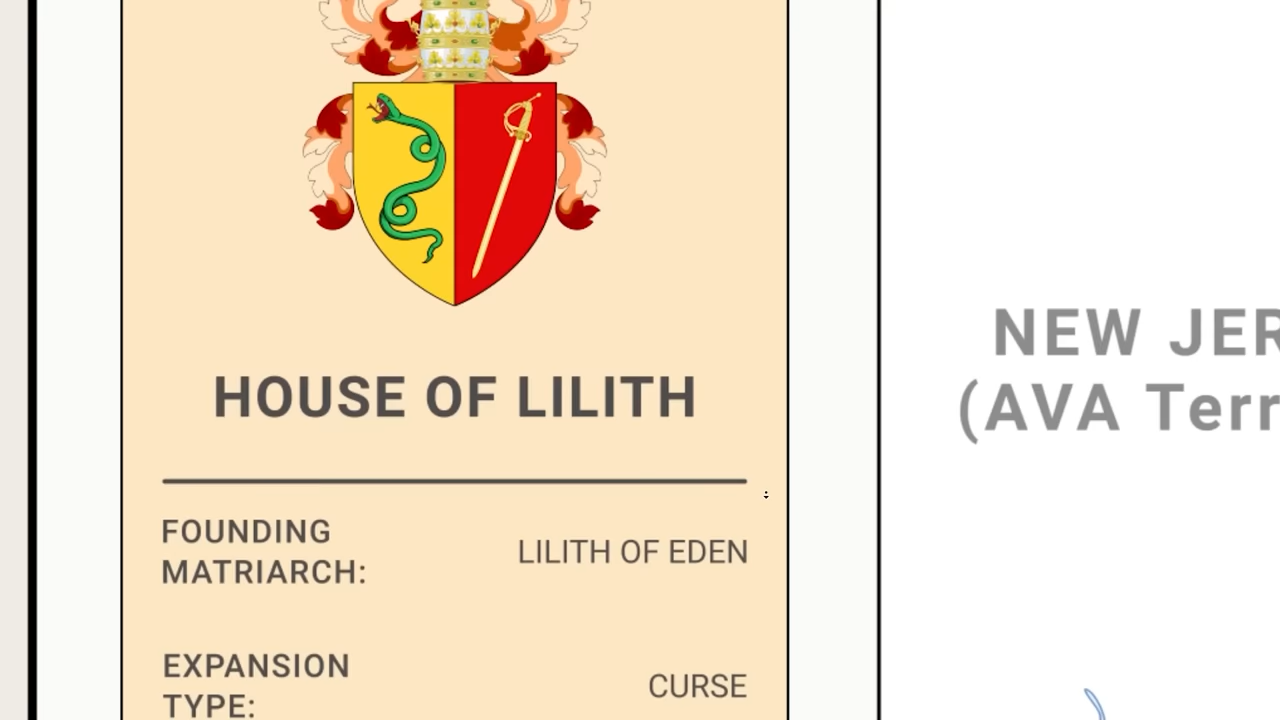 HOUSE OF LILITH
FOUNDING
MATRIARCH:
LILITH OF EDEN
EXPANSION
TYPE:
CURSE
NEW JER
(AVA Terr